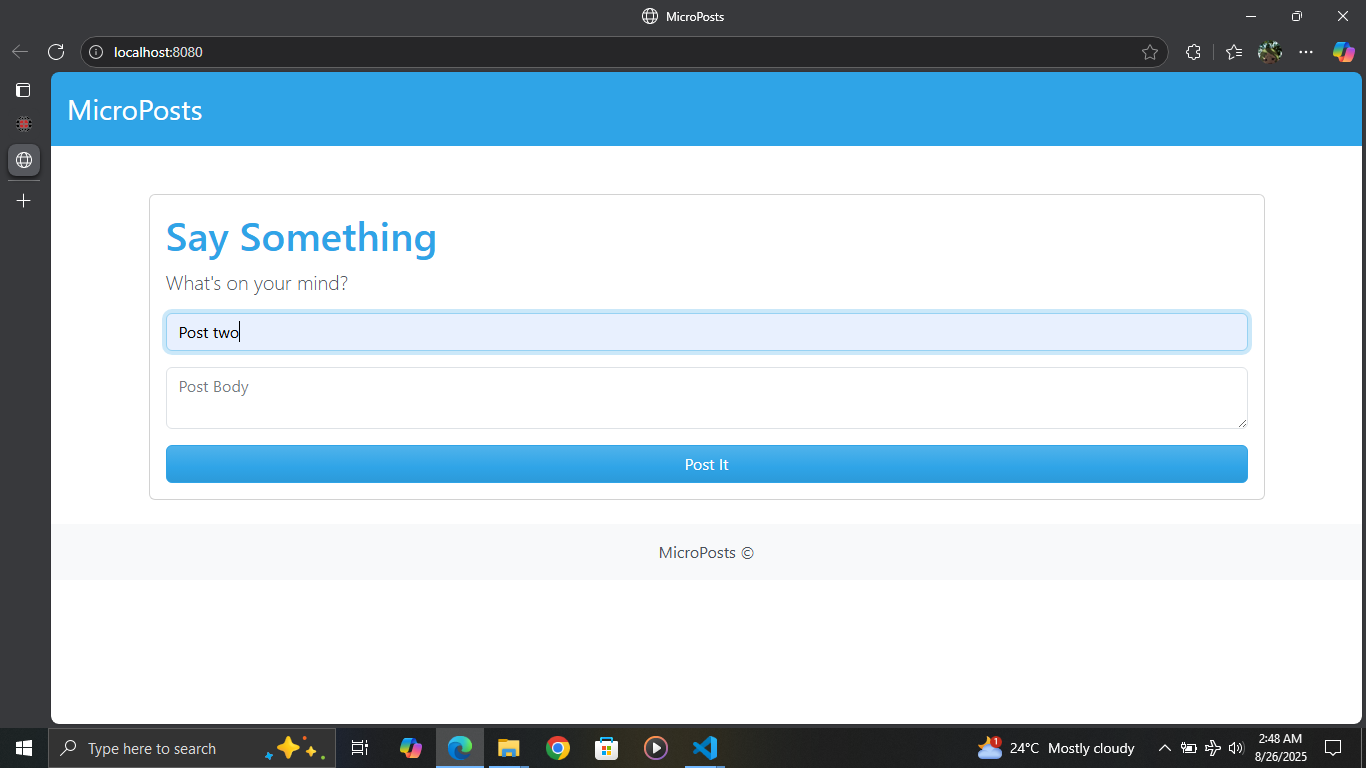 MicroPosts
localhost:8080
MicroPosts
Say Something
What's on your mind?
Post two
Post Body
Post It
MicroPosts ©
Type here to search
1
24°C Mostly cloudy
2:48 AM
8/26/2025